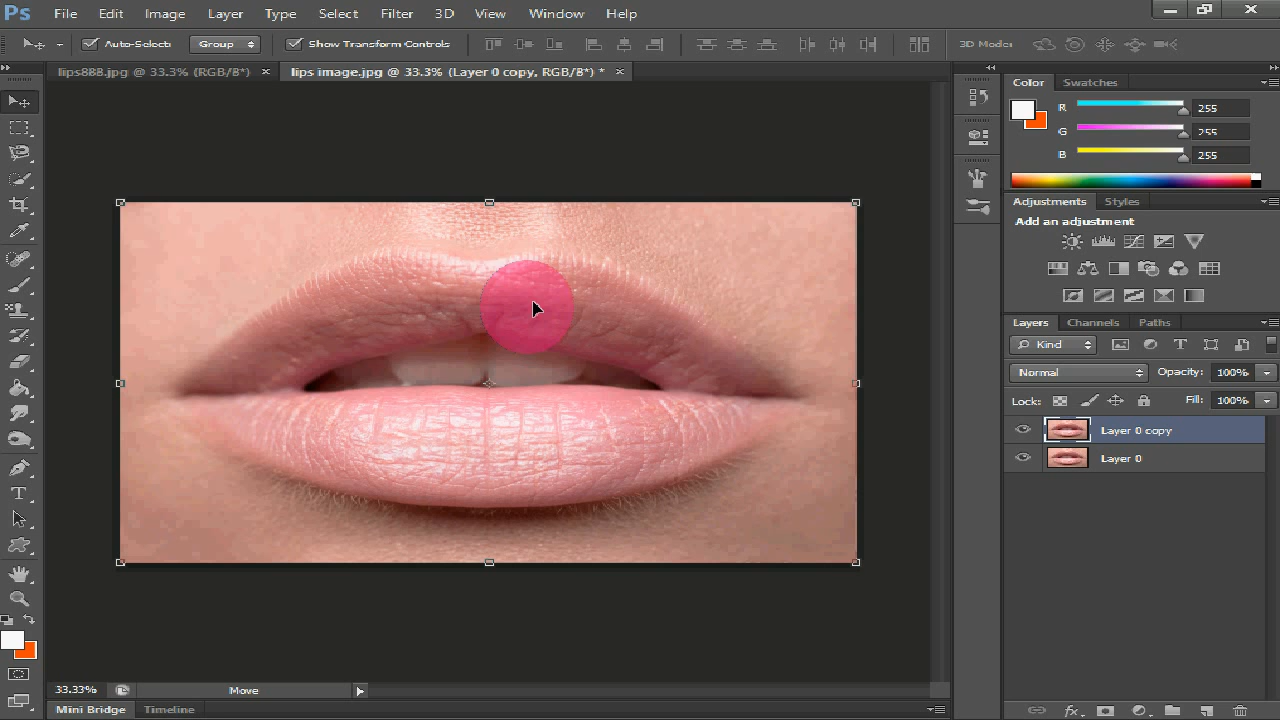 Ps File Edit Image Layer Type Select Filter 3D View Window Help
Auto-Select: Group Show Transform Controls 3D Mode:
lips888.jpg @ 33.3% (RGB/8*) × lips image.jpg @ 33.3% (Layer 0 copy, RGB/8*) * ×
Color Swatches
R 255
G 255
B 255
Adjustments Styles
Add an adjustment
Layers Channels Paths
Kind
Normal Opacity: 100%
Lock: Fill: 100%
Layer 0 copy
Layer 0
33.33% Move
Mini Bridge Timeline